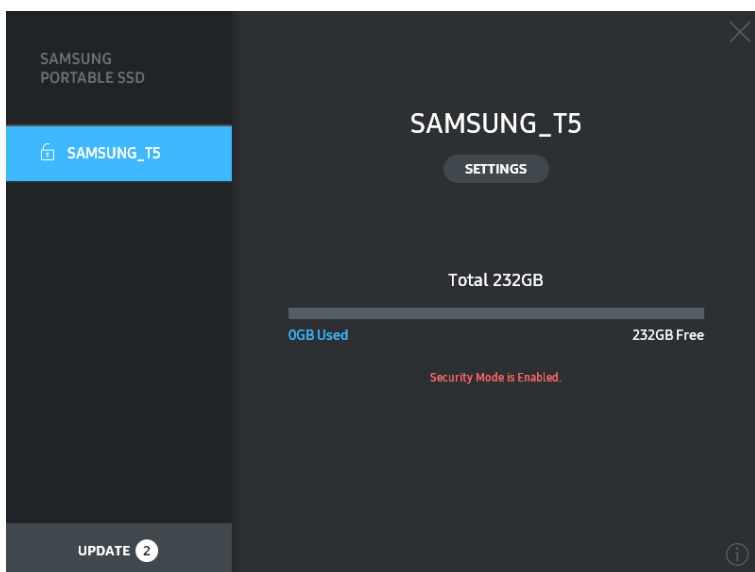 SAMSUNG
PORTABLE SSD
SAMSUNG_T5
SAMSUNG_T5
SETTINGS
Total 232GB
0GB Used
232GB Free
Security Mode is Enabled.
UPDATE 2